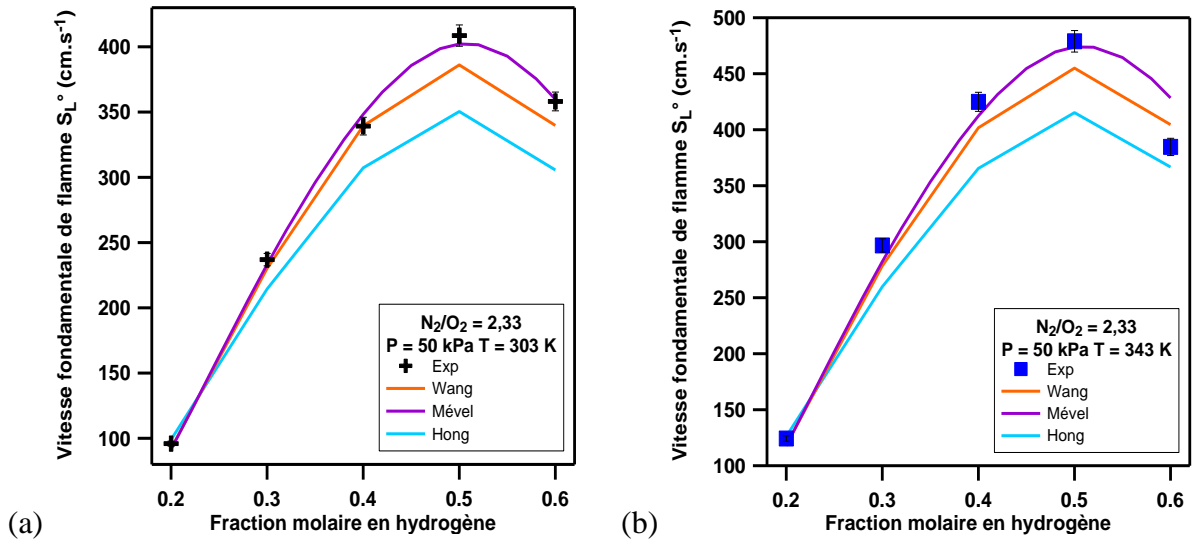 Vitesse fondamentale de flamme SL° (cm.s-1)
400
350
300
250
200
150
100
0.2 0.3 0.4 0.5 0.6
Fraction molaire en hydrogène
N2/O2 = 2,33
P = 50 kPa T = 303 K
Exp
Wang
Mével
Hong
(a)
Vitesse fondamentale de flamme SL° (cm.s-1)
500
450
400
350
300
250
200
150
100
0.2 0.3 0.4 0.5 0.6
Fraction molaire en hydrogène
N2/O2 = 2,33
P = 50 kPa T = 343 K
Exp
Wang
Mével
Hong
(b)